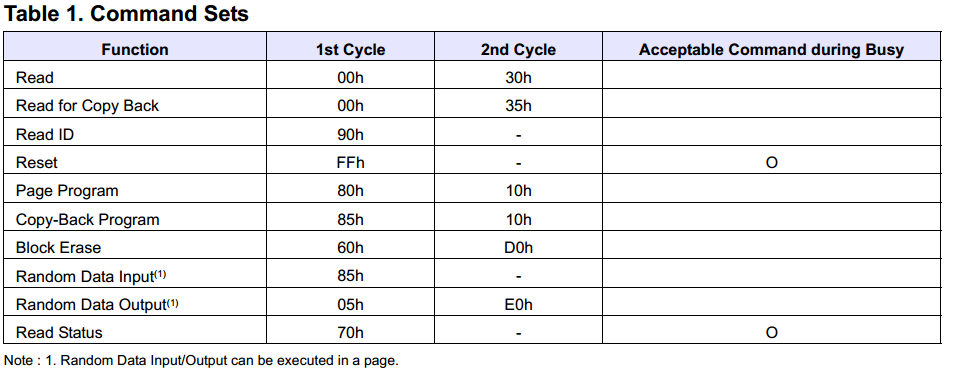 Table 1. Command Sets
Function 1st Cycle 2nd Cycle Acceptable Command during Busy
Read 00h 30h
Read for Copy Back 00h 35h
Read ID 90h -
Reset FFh - O
Page Program 80h 10h
Copy-Back Program 85h 10h
Block Erase 60h D0h
Random Data Input(1) 85h -
Random Data Output(1) 05h E0h
Read Status 70h - O
Note : 1. Random Data Input/Output can be executed in a page.